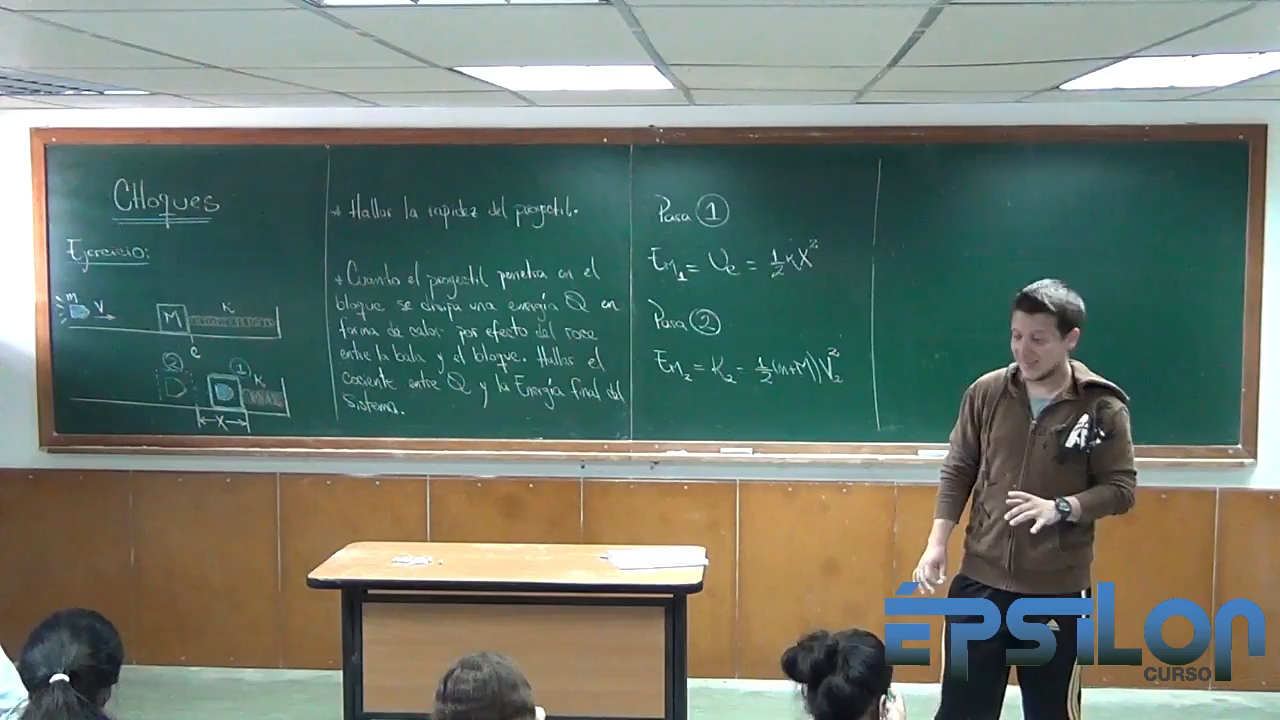 CHoques
Ejercicio:
m
V
M
K
e
②
①
K
X
* Hallar la rapidez del proyectil.
* Cuando el proyectil penetra en el
bloque se disipa una energía Q en
forma de calor por efecto del roce
entre la bala y el bloque. Hallar el
cociente entre Q y la Energía final del
sistema.
Para ①
EM₁ = Ue = ½KX²
Para ②
EM₂ = K₂ = ½(m+M)V₂²
ÉPSILON
CURSO